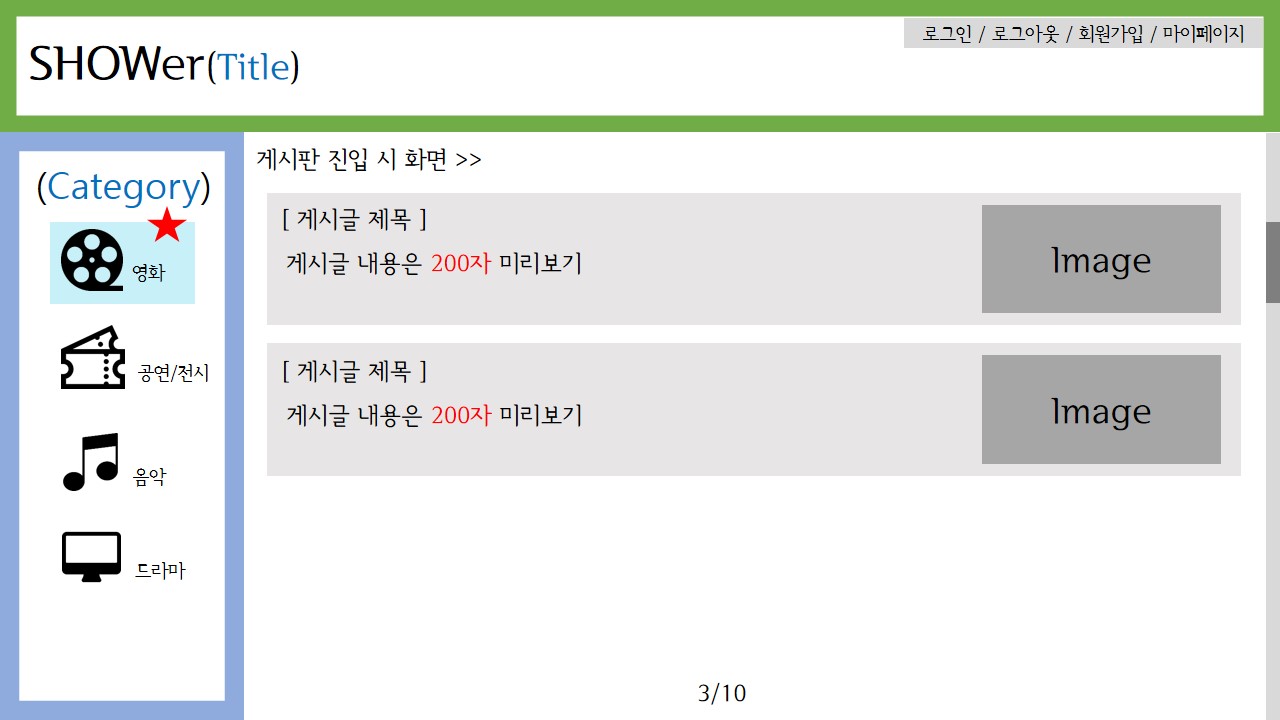 로그인 / 로그아웃 / 회원가입 / 마이페이지
SHOWer(Title)
(Category)
영화
공연/전시
음악
드라마
게시판 진입 시 화면 >>
[ 게시글 제목 ]
게시글 내용은 200자 미리보기
Image
[ 게시글 제목 ]
게시글 내용은 200자 미리보기
Image
3/10